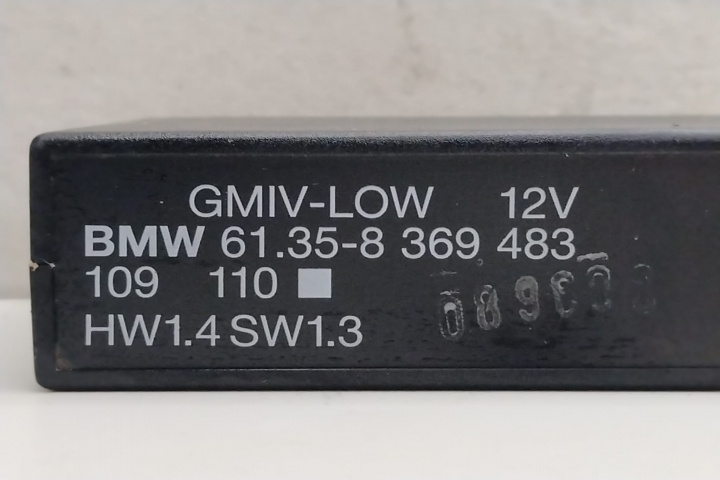 GMIV-LOW 12V
BMW 61.35-8 369 483
109 110
HW1.4 SW1.3